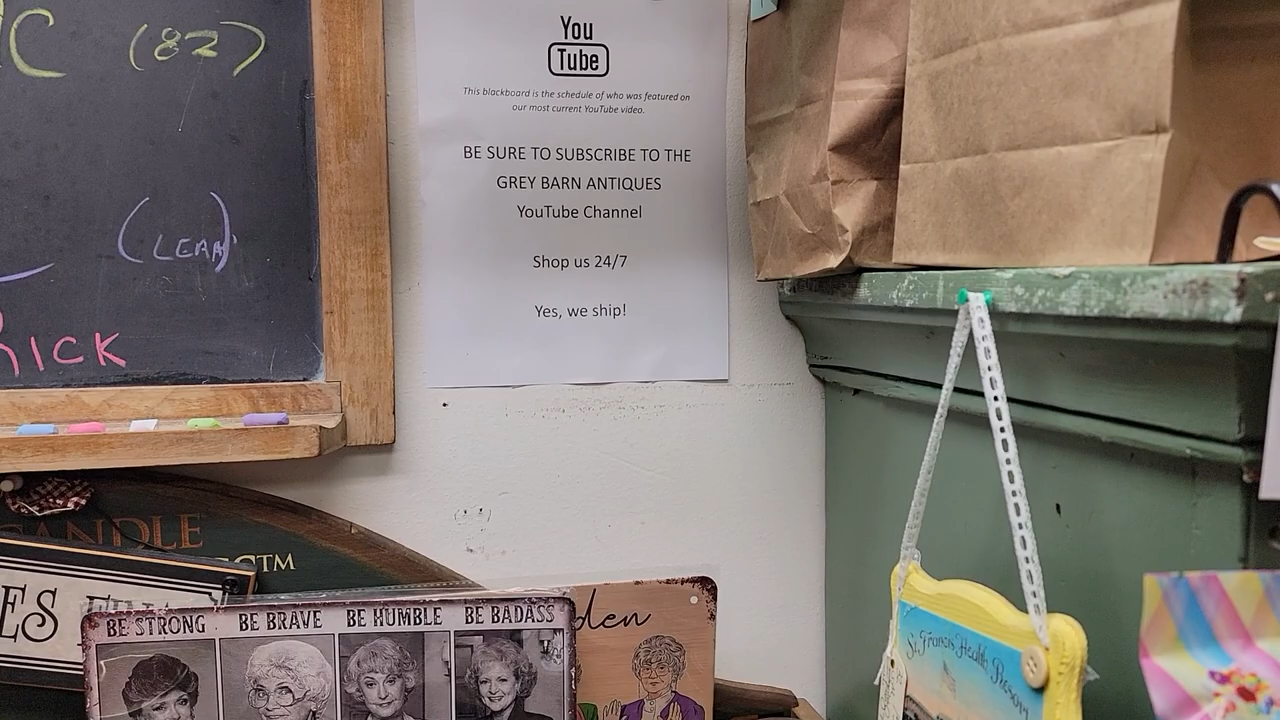 C (82)
(LEAH)
RICK
You
Tube
This blackboard is the schedule of who was featured on
our most current YouTube video.
BE SURE TO SUBSCRIBE TO THE
GREY BARN ANTIQUES
YouTube Channel
Shop us 24/7
Yes, we ship!
CANDLE
BE STRONG BE BRAVE BE HUMBLE BE BADASS
St. Francis Health Resort